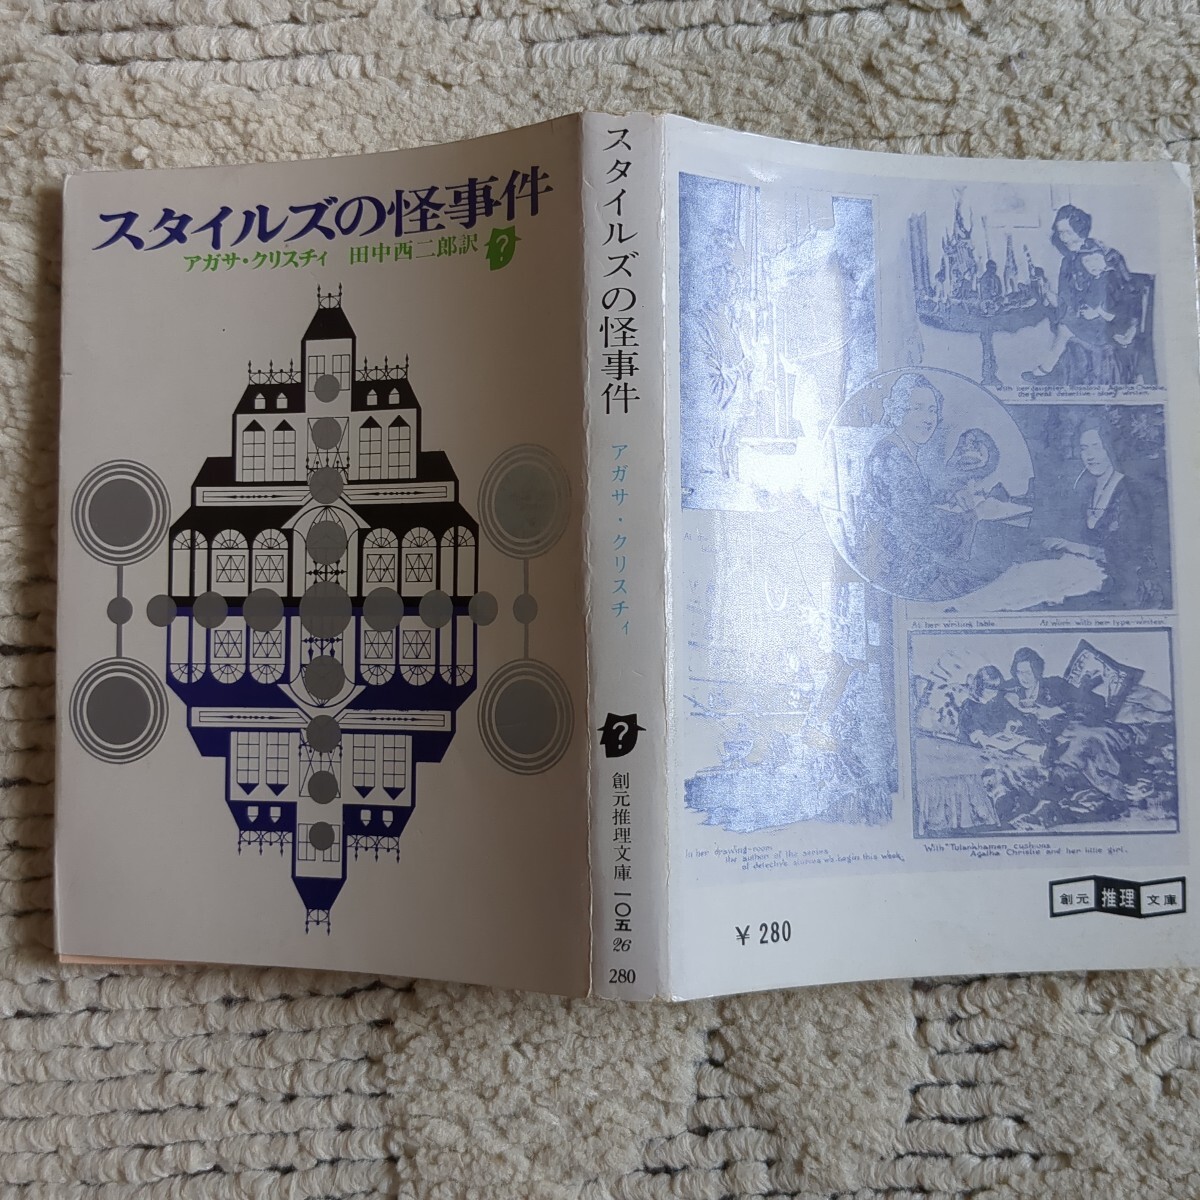 スタイルズの怪事件
アガサ・クリスチィ 田中西二郎訳
?
スタイルズの怪事件
アガサ・クリスチィ
?
創元推理文庫 一〇五 26
280
With her daughter
the great detective-story writer.
At the
At her writing table
At work with her type-writer.
In her drawing-room
the author of the series
of detective stories we begin this week.
With "Tutankhamen" cushions
Agatha Christie and her little girl.
創元 推理 文庫
¥ 280